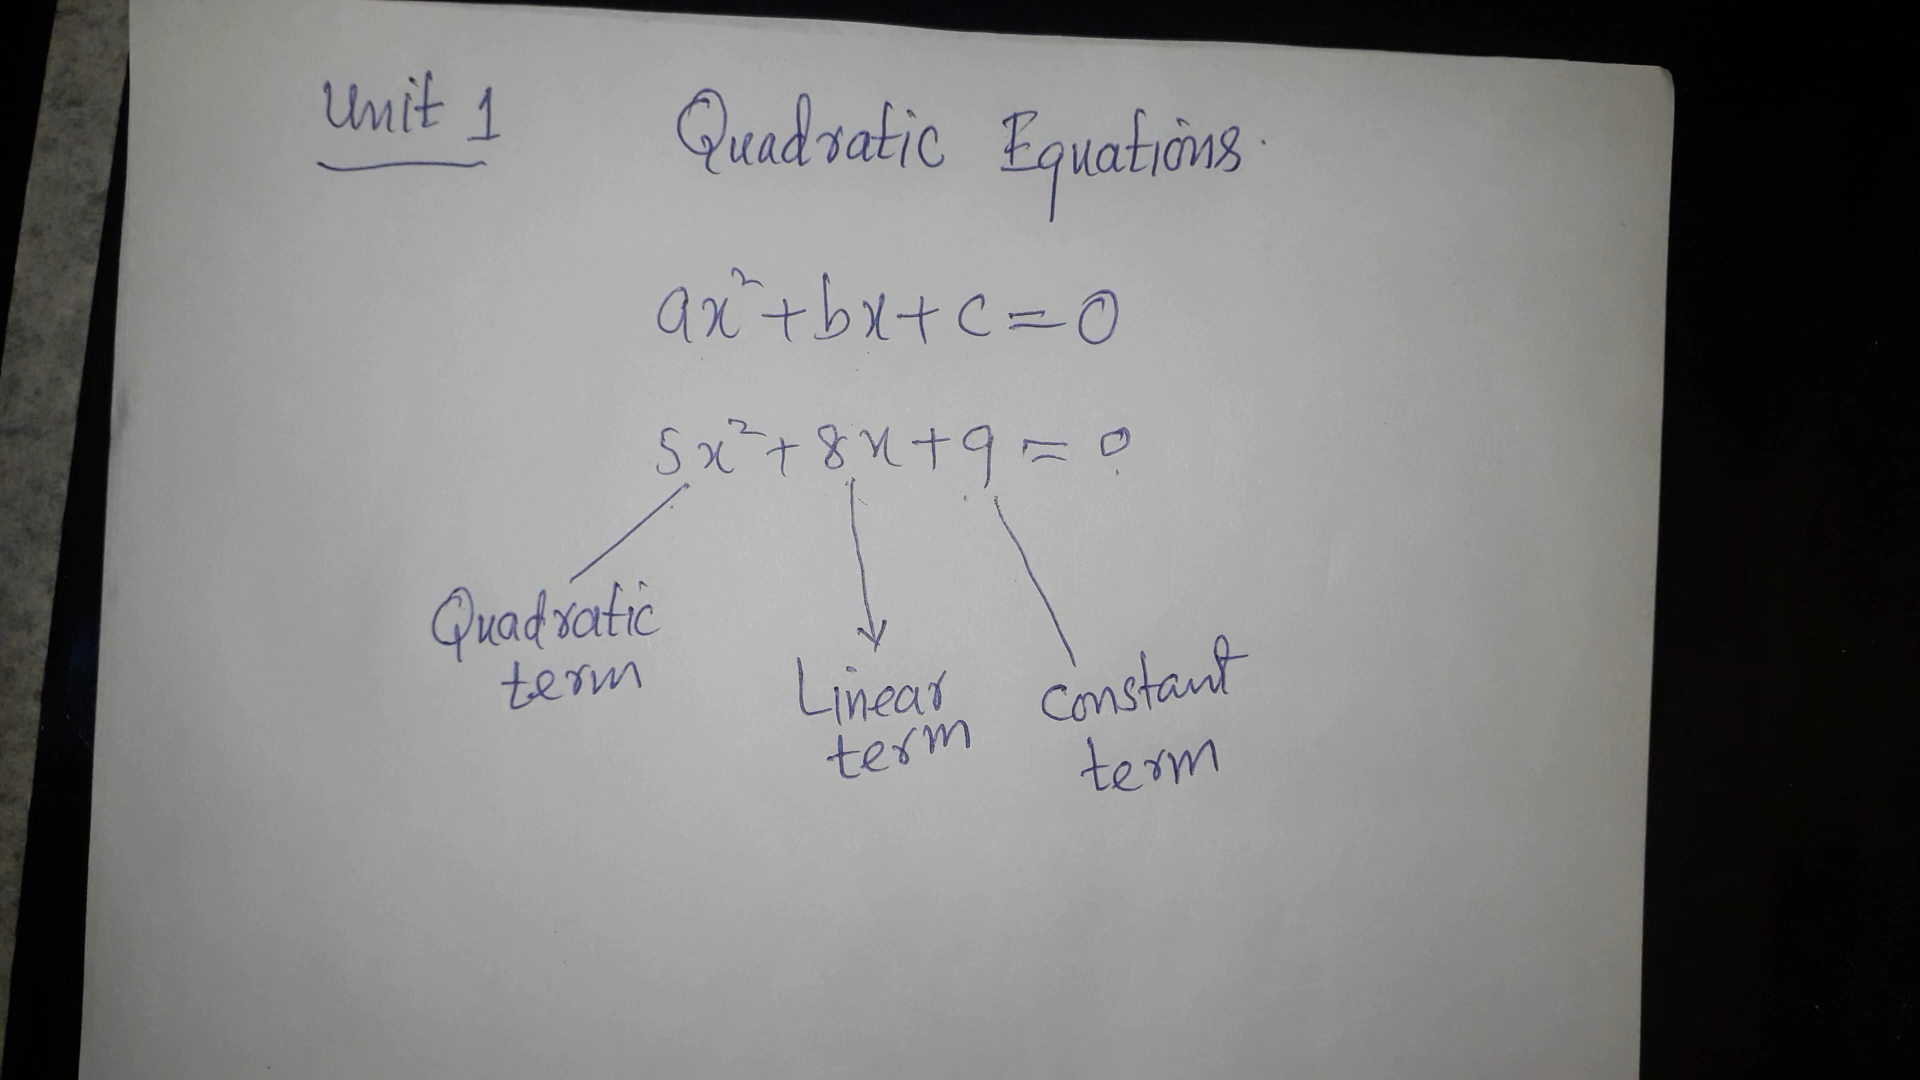 Unit 1
Quadratic Equations.
ax²+bx+c=0
5x²+8x+9=0
Quadratic
term
Linear
term
constant
term